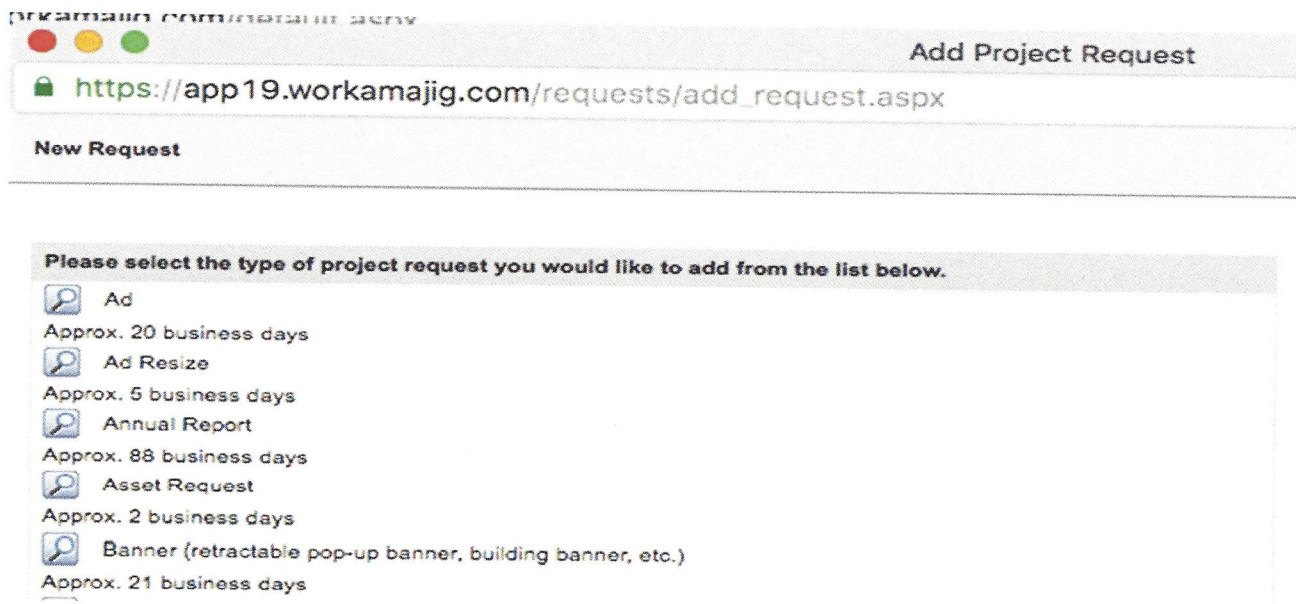 Add Project Request
https://app19.workamajig.com/requests/add_request.aspx
New Request
Please select the type of project request you would like to add from the list below.
Ad
Approx. 20 business days
Ad Resize
Approx. 5 business days
Annual Report
Approx. 88 business days
Asset Request
Approx. 2 business days
Banner (retractable pop-up banner, building banner, etc.)
Approx. 21 business days